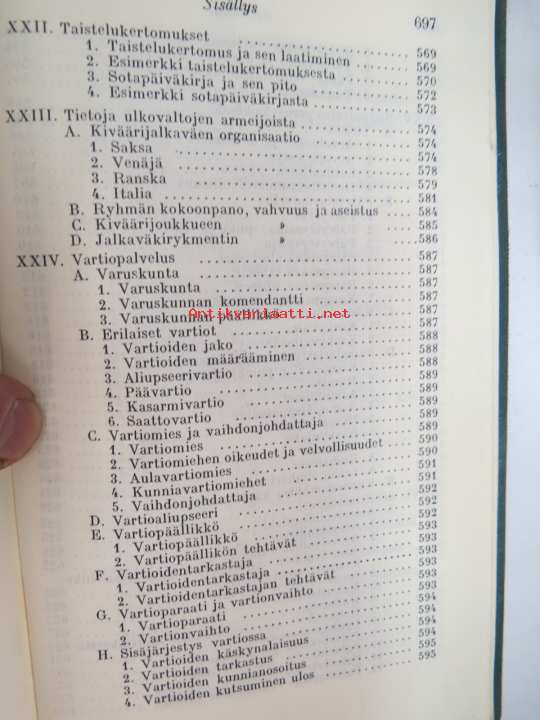 Sisällys 697
XXII. Taistelukertomukset 569
1. Taistelukertomus ja sen laatiminen 569
2. Esimerkki taistelukertomuksesta 570
3. Sotapäiväkirja ja sen pito 572
4. Esimerkki sotapäiväkirjasta 573
XXIII. Tietoja ulkovaltojen armeijoista 574
A. Kiväärijalkaväen organisaatio 574
1. Saksa 574
2. Venäjä 578
3. Ranska 579
4. Italia 581
B. Ryhmän kokoonpano, vahvuus ja aseistus 584
C. Kiväärijoukkueen » 585
D. Jalkaväkirykmentin » 586
XXIV. Vartiopalvelus 587
A. Varuskunta 587
1. Varuskunta 587
2. Varuskunnan komendantti 587
3. Varuskunnan 587
Antikvariaatti.net
B. Erilaiset vartiot 587
1. Vartioiden jako 588
2. Vartioiden määrääminen 588
3. Aliupseerivartio 589
4. Päävartio 589
5. Kasarmivartio 589
6. Saattovartio 589
C. Vartiomies ja vaihdonjohdattaja 589
1. Vartiomies 590
2. Vartiomiehen oikeudet ja velvollisuudet 590
3. Aulavartiomies 591
4. Kunniavartiomiehet 591
5. Vaihdonjohdattaja 592
D. Vartioaliupseeri 592
E. Vartiopäällikkö 593
1. Vartiopäällikkö 593
2. Vartiopäällikön tehtävät 593
F. Vartioidentarkastaja 593
1. Vartioidentarkastaja 593
2. Vartioidentarkastajan tehtävät 593
G. Vartioparaati ja vartionvaihto 594
1. Vartioparaati 594
2. Vartionvaihto 594
H. Sisäjärjestys vartiossa 594
1. Vartioiden käskynalaisuus 595
2. Vartioiden tarkastus
3. Vartioiden kunnianosoitus
4. Vartioiden kutsuminen ulos